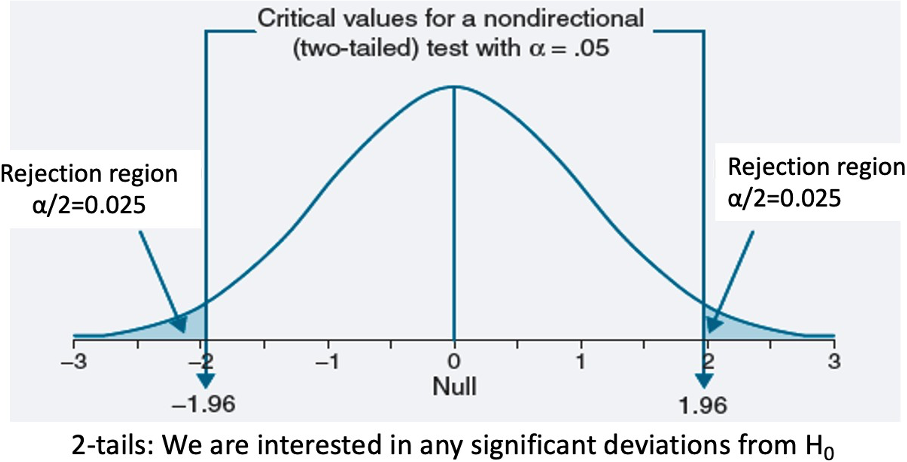 Critical values for a nondirectional
(two-tailed) test with α = .05
Rejection region
α/2=0.025
Rejection region
α/2=0.025
–3
–2
–1
0
1
2
3
Null
–1.96
1.96
2-tails: We are interested in any significant deviations from H₀